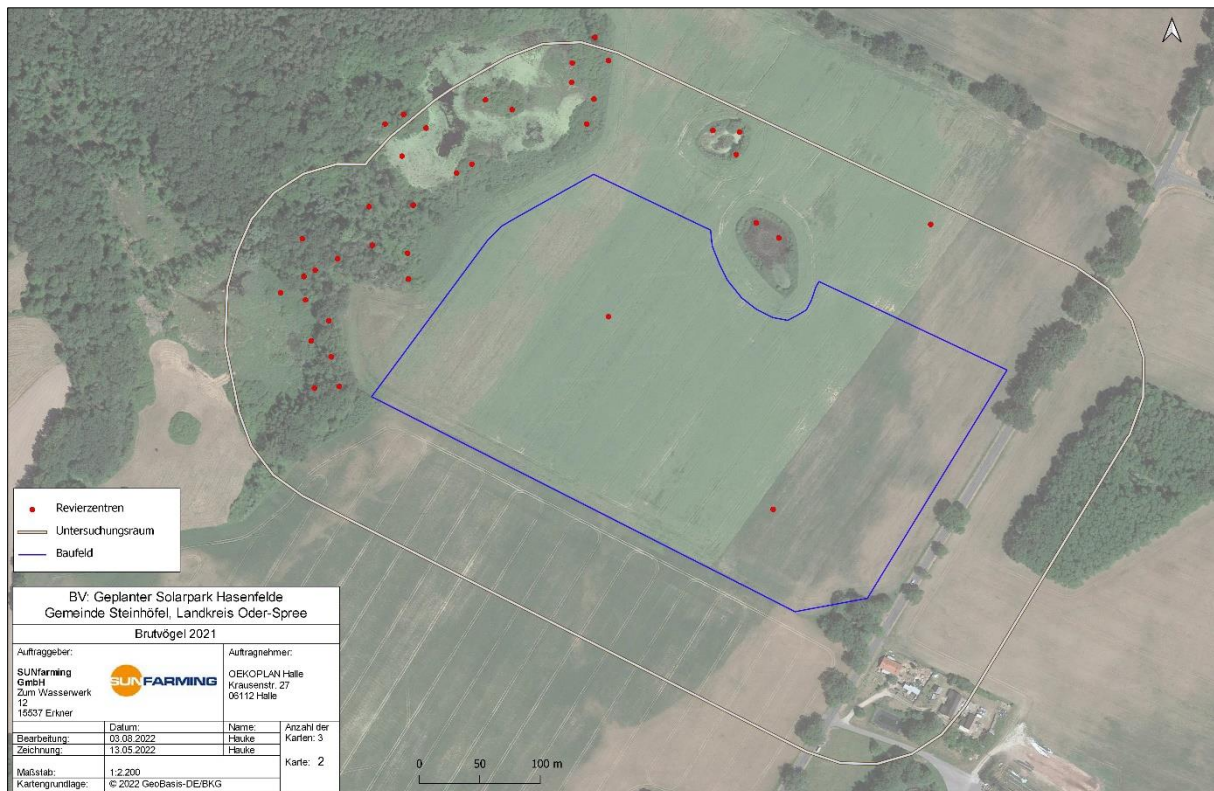 Revierzentren
Untersuchungsraum
Baufeld
BV: Geplanter Solarpark Hasenfelde
Gemeinde Steinhöfel, Landkreis Oder-Spree
Brutvögel 2021
Auftraggeber:
SUNfarming
GmbH
Zum Wasserwerk
12
15537 Erkner
SUNFARMING
Auftragnehmer:
OEKOPLAN Halle
Krausenstr. 27
06112 Halle
Datum: Name: Anzahl der
Karten: 3
Bearbeitung: 03.08.2022 Hauke
Zeichnung: 13.05.2022 Hauke
Karte: 2
Maßstab: 1:2.200
Kartengrundlage: © 2022 GeoBasis-DE/BKG
0 50 100 m